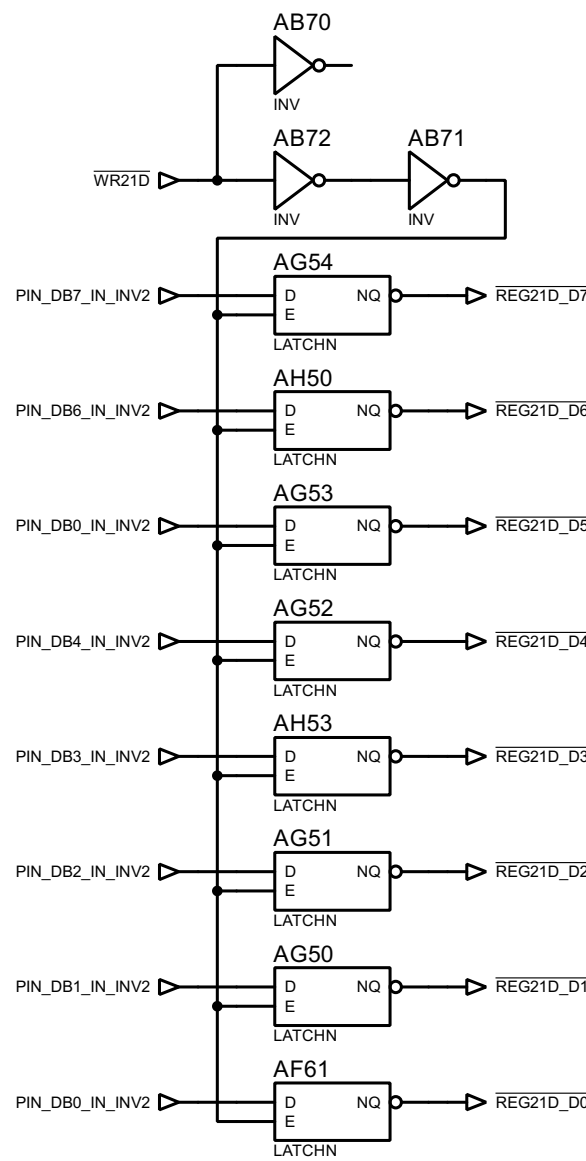 AB70
INV
AB72 AB71
WR21D
INV INV
AG54
PIN_DB7_IN_INV2 D NQ REG21D_D7
E
LATCHN
AH50
PIN_DB6_IN_INV2 D NQ REG21D_D6
E
LATCHN
AG53
PIN_DB0_IN_INV2 D NQ REG21D_D5
E
LATCHN
AG52
PIN_DB4_IN_INV2 D NQ REG21D_D4
E
LATCHN
AH53
PIN_DB3_IN_INV2 D NQ REG21D_D3
E
LATCHN
AG51
PIN_DB2_IN_INV2 D NQ REG21D_D2
E
LATCHN
AG50
PIN_DB1_IN_INV2 D NQ REG21D_D1
E
LATCHN
AF61
PIN_DB0_IN_INV2 D NQ REG21D_D0
E
LATCHN